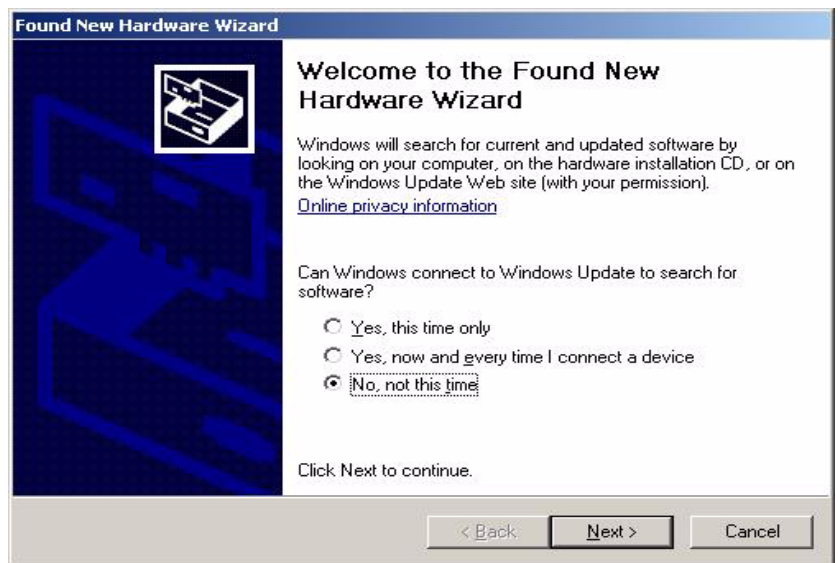 Found New Hardware Wizard
Welcome to the Found New
Hardware Wizard
Windows will search for current and updated software by
looking on your computer, on the hardware installation CD, or on
the Windows Update Web site (with your permission).
Online privacy information
Can Windows connect to Windows Update to search for
software?
Yes, this time only
Yes, now and every time I connect a device
No, not this time
Click Next to continue.
< Back
Next >
Cancel